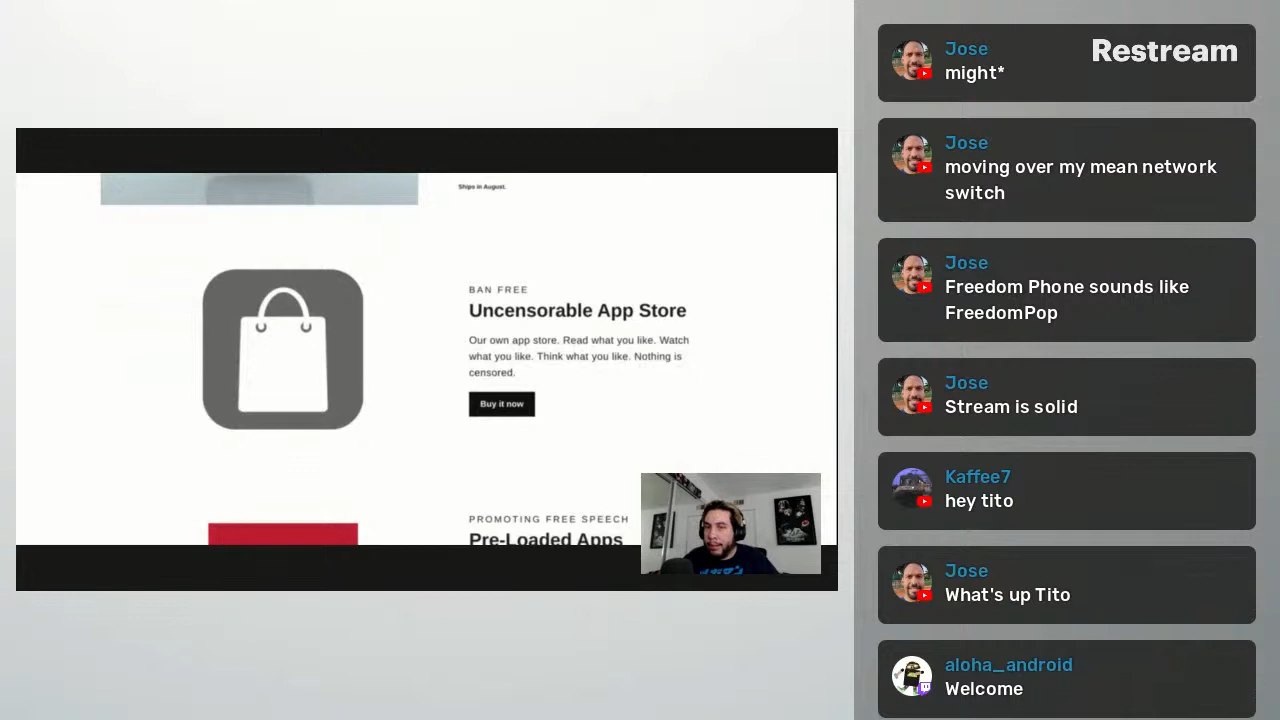 Ships in August.
BAN FREE
Uncensorable App Store
Our own app store. Read what you like. Watch
what you like. Think what you like. Nothing is
censored.
Buy it now
PROMOTING FREE SPEECH
Pre-Loaded Apps
Restream
Jose
might*
Jose
moving over my mean network
switch
Jose
Freedom Phone sounds like
FreedomPop
Jose
Stream is solid
Kaffee7
hey tito
Jose
What's up Tito
aloha_android
Welcome